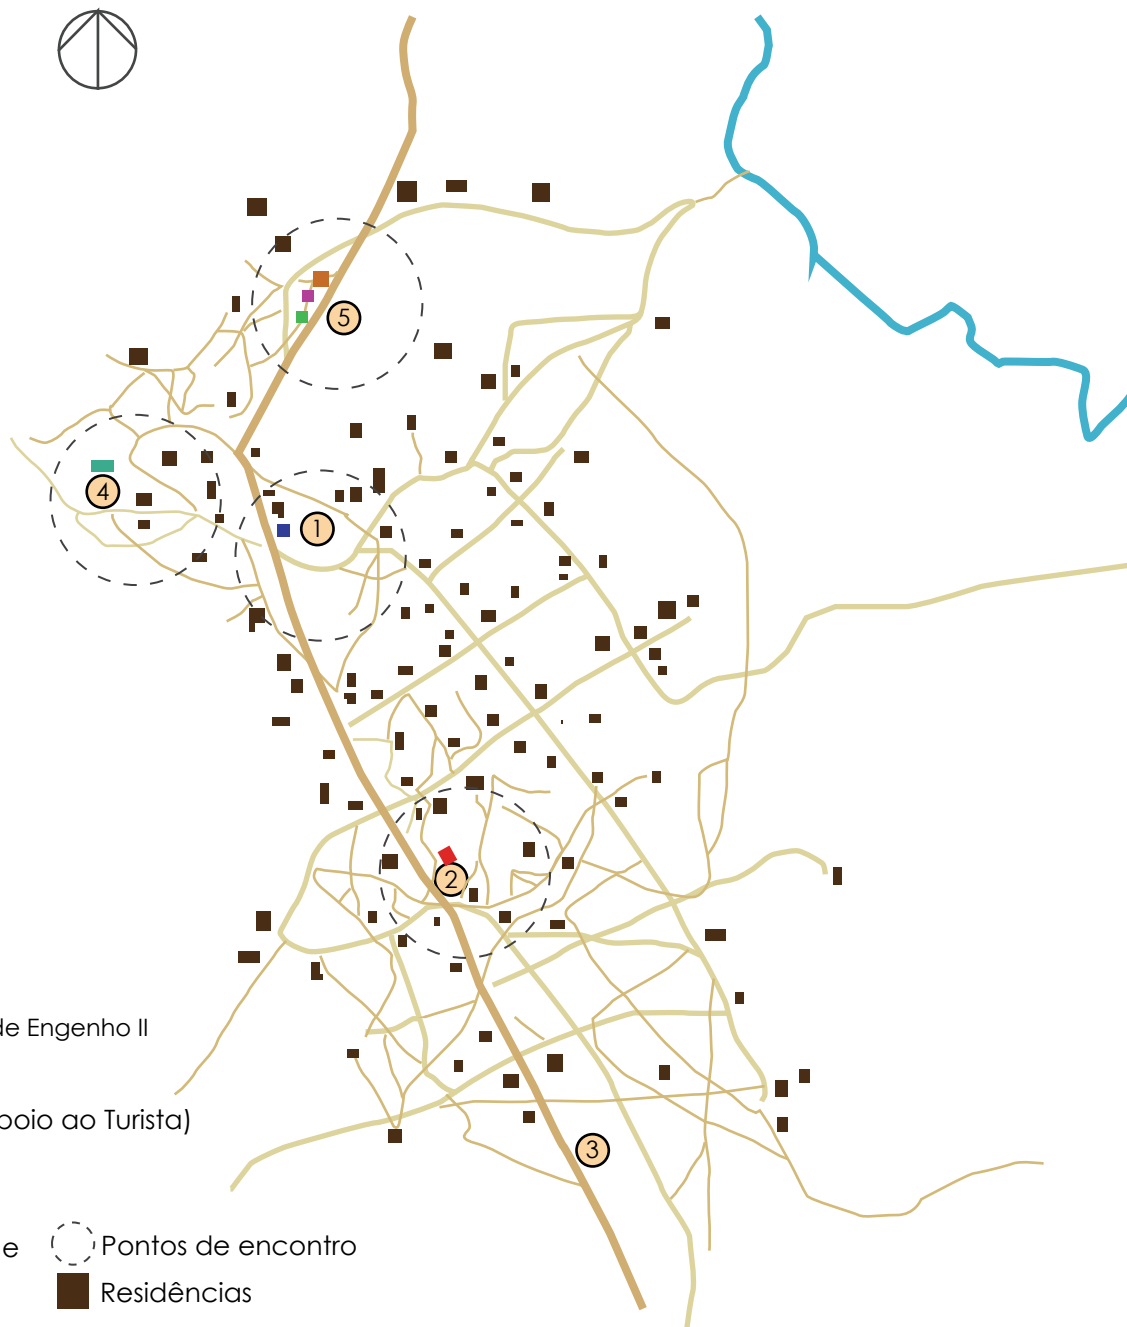 5
4
1
2
de Engenho II
poio ao Turista)
3
e
Pontos de encontro
Residências